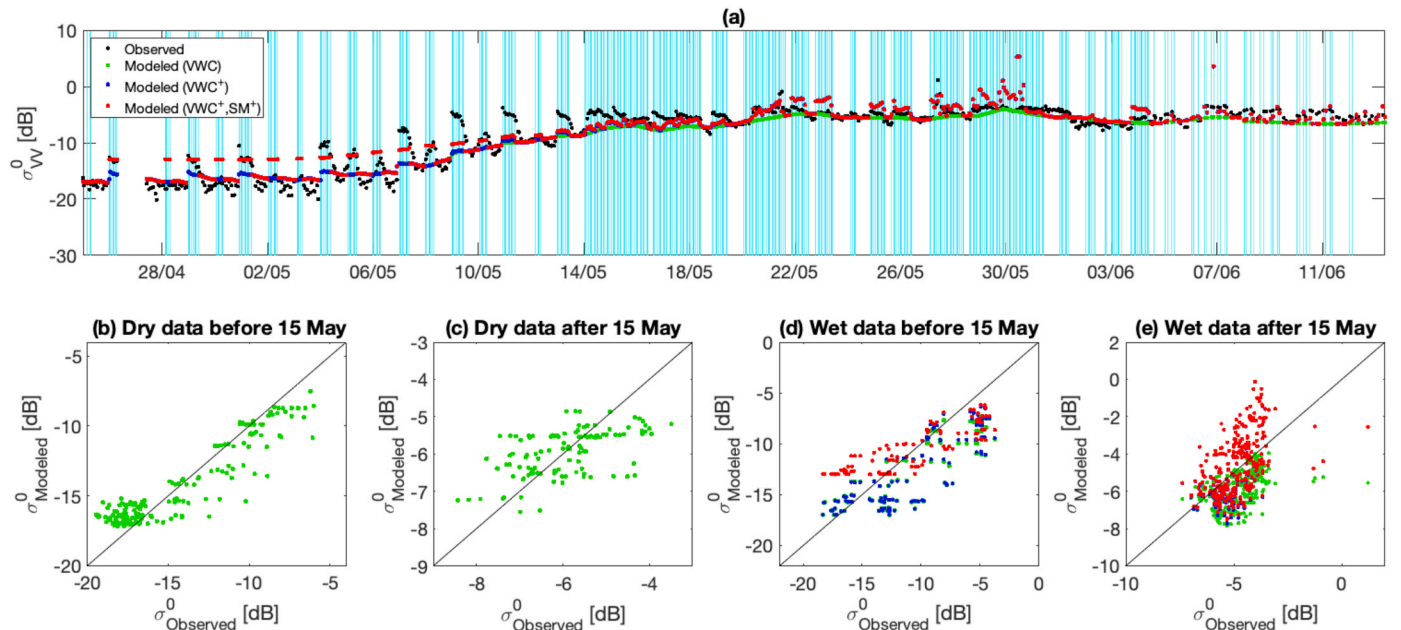 (a)
10
0
-10
-20
-30
σ⁰VV [dB]
Observed
Modeled (VWC)
Modeled (VWC⁺)
Modeled (VWC⁺,SM⁺)
28/04 02/05 06/05 10/05 14/05 18/05 22/05 26/05 30/05 03/06 07/06 11/06
(b) Dry data before 15 May
-5
-10
-15
-20
σ⁰Modeled [dB]
-20 -15 -10 -5
σ⁰Observed [dB]
(c) Dry data after 15 May
-3
-4
-5
-6
-7
-8
-9
σ⁰Modeled [dB]
-8 -6 -4
σ⁰Observed [dB]
(d) Wet data before 15 May
0
-5
-10
-15
-20
σ⁰Modeled [dB]
-20 -15 -10 -5 0
σ⁰Observed [dB]
(e) Wet data after 15 May
2
0
-2
-4
-6
-8
-10
σ⁰Modeled [dB]
-10 -5 0
σ⁰Observed [dB]